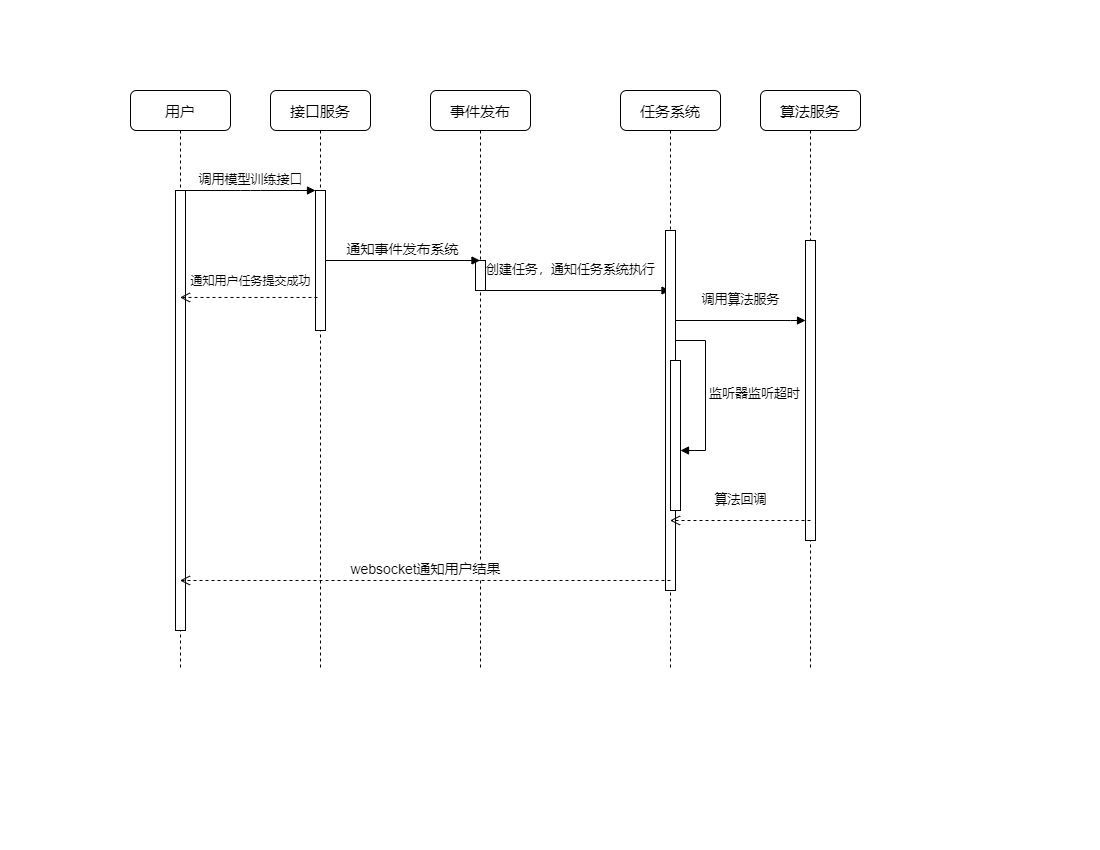 用户
接口服务
事件发布
任务系统
算法服务
调用模型训练接口
通知事件发布系统
创建任务，通知任务系统执行
通知用户任务提交成功
调用算法服务
监听器监听超时
算法回调
websocket通知用户结果